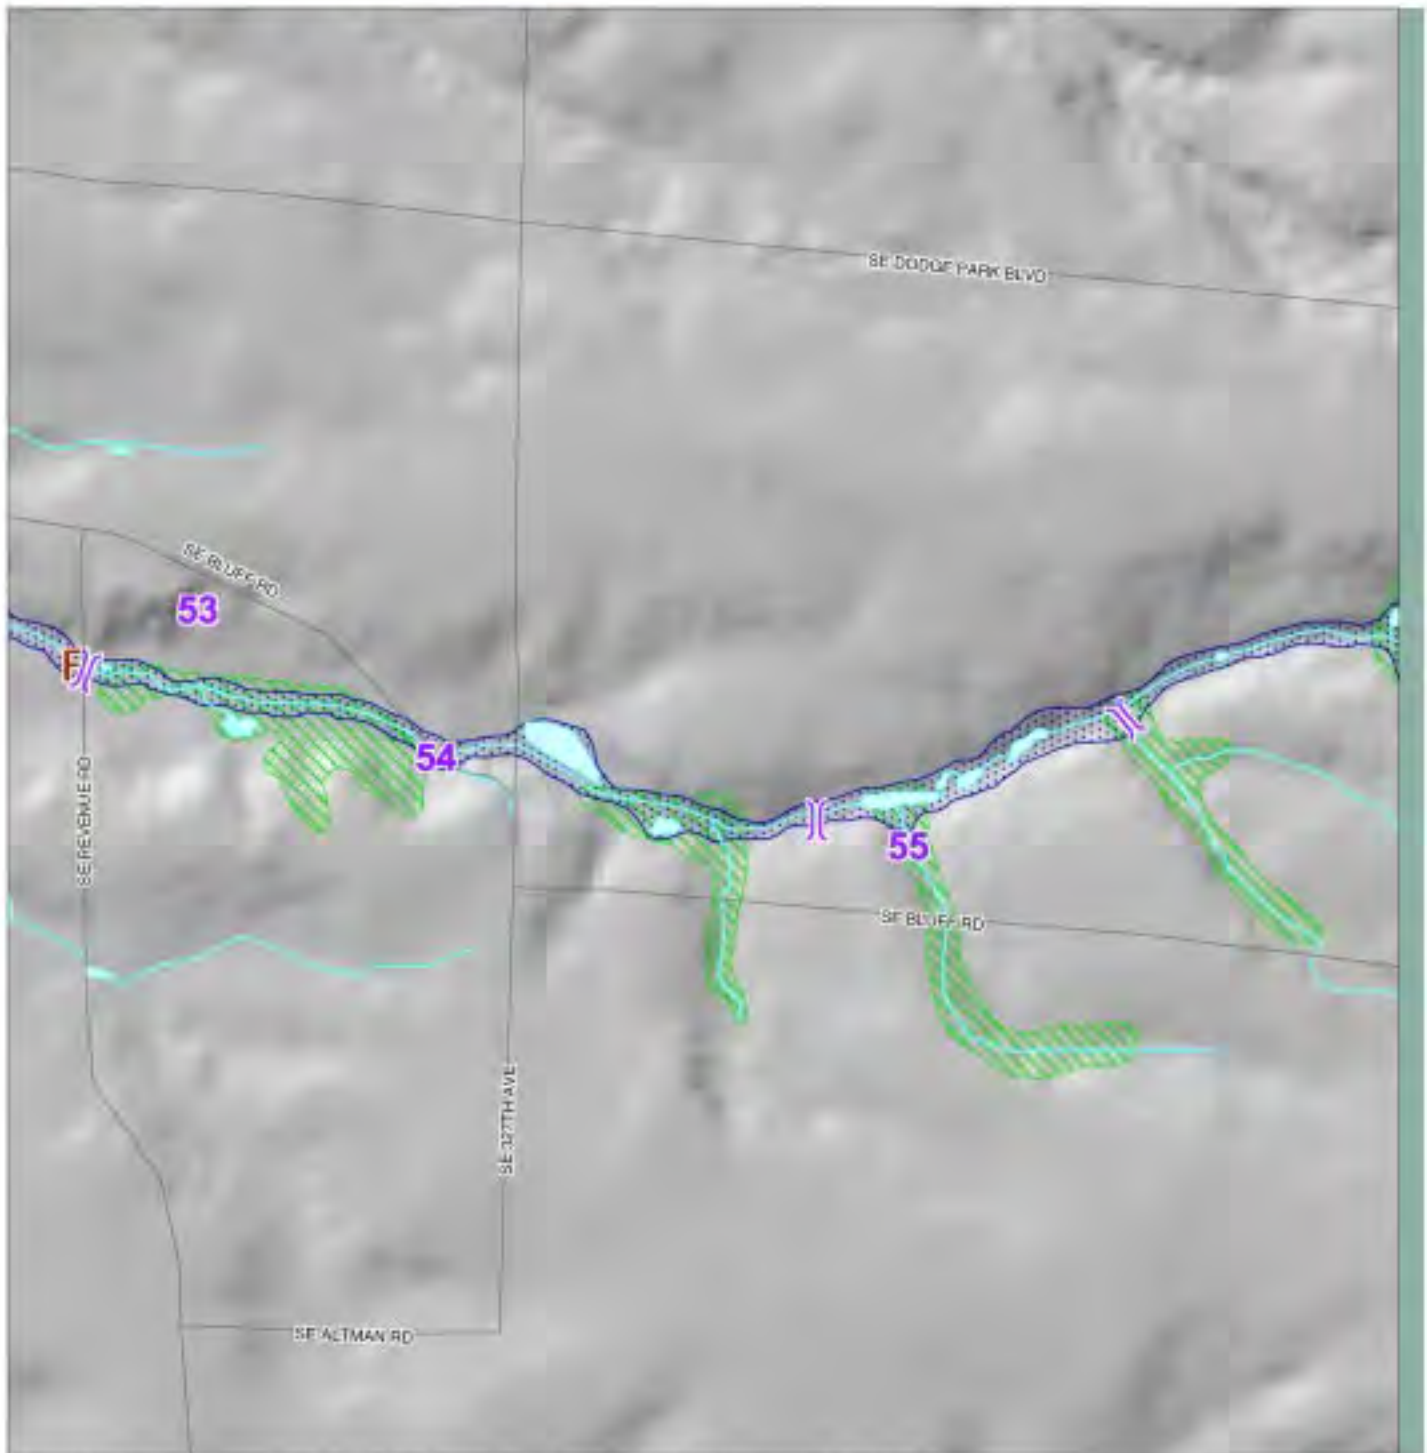 SE DODGE PARK BLVD
SE BLUFF RD
53
F
54
SE REVENUE RD
55
SE BLUFF RD
SE 327TH AVE
SE ALTMAN RD